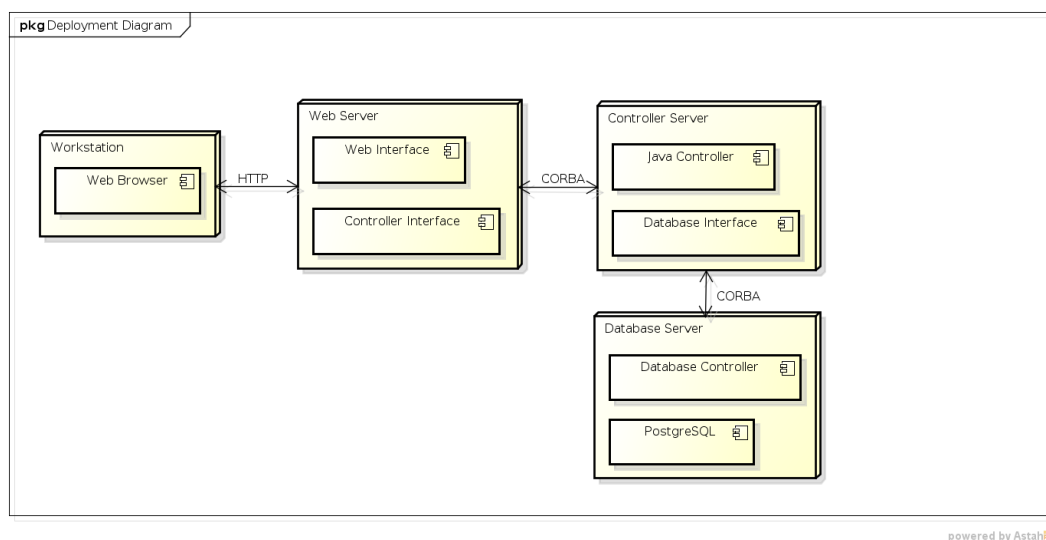 pkg Deployment Diagram
Workstation
Web Browser
HTTP
Web Server
Web Interface
Controller Interface
CORBA
Controller Server
Java Controller
Database Interface
CORBA
Database Server
Database Controller
PostgreSQL
powered by Astah